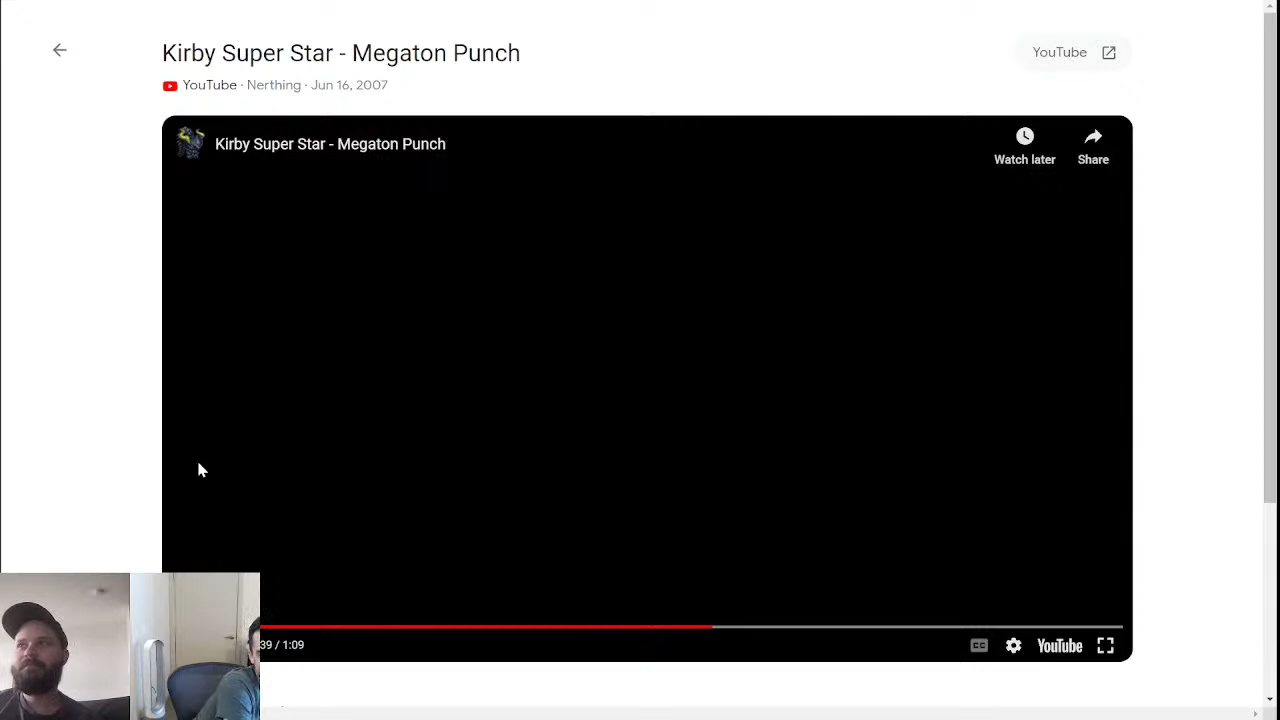 Kirby Super Star - Megaton Punch
YouTube
YouTube · Nerthing · Jun 16, 2007
Kirby Super Star - Megaton Punch
Watch later
Share
39 / 1:09
CC
YouTube